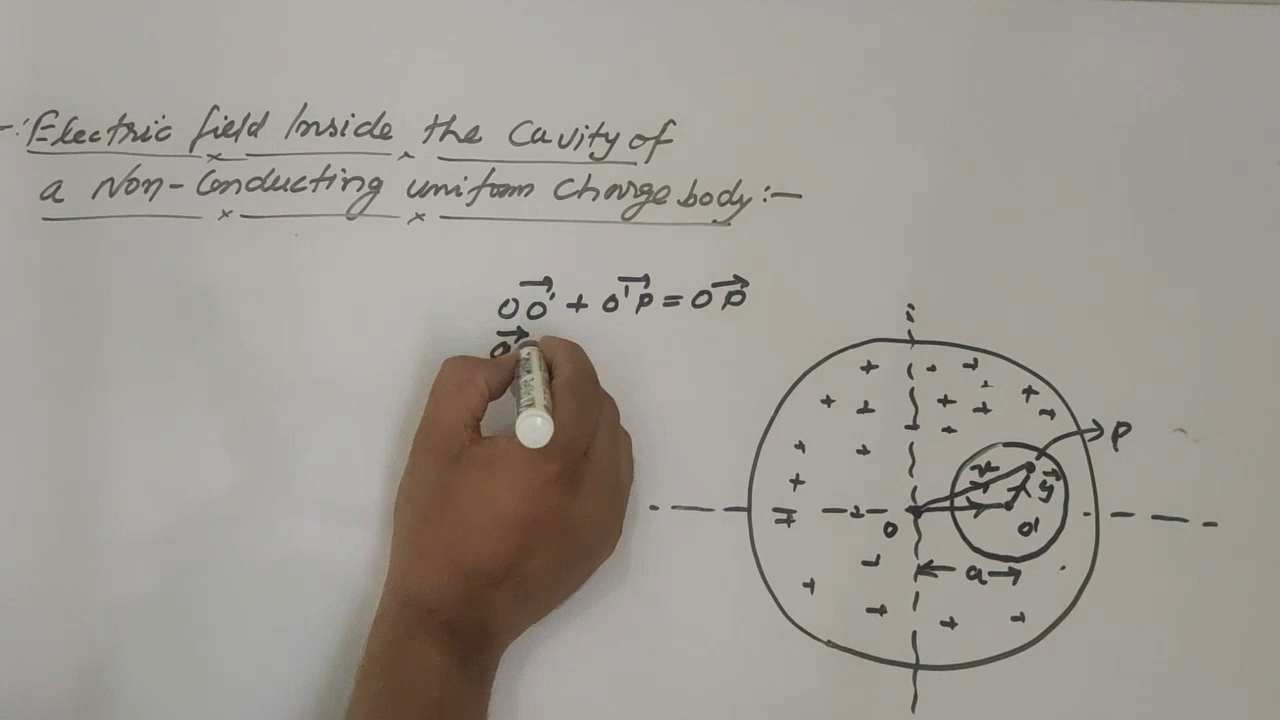 -:Electric field Inside the Cavity of
a Non-Conducting uniform Charge body:-
OO' + O'P = OP
P
x
y
O
O'
a